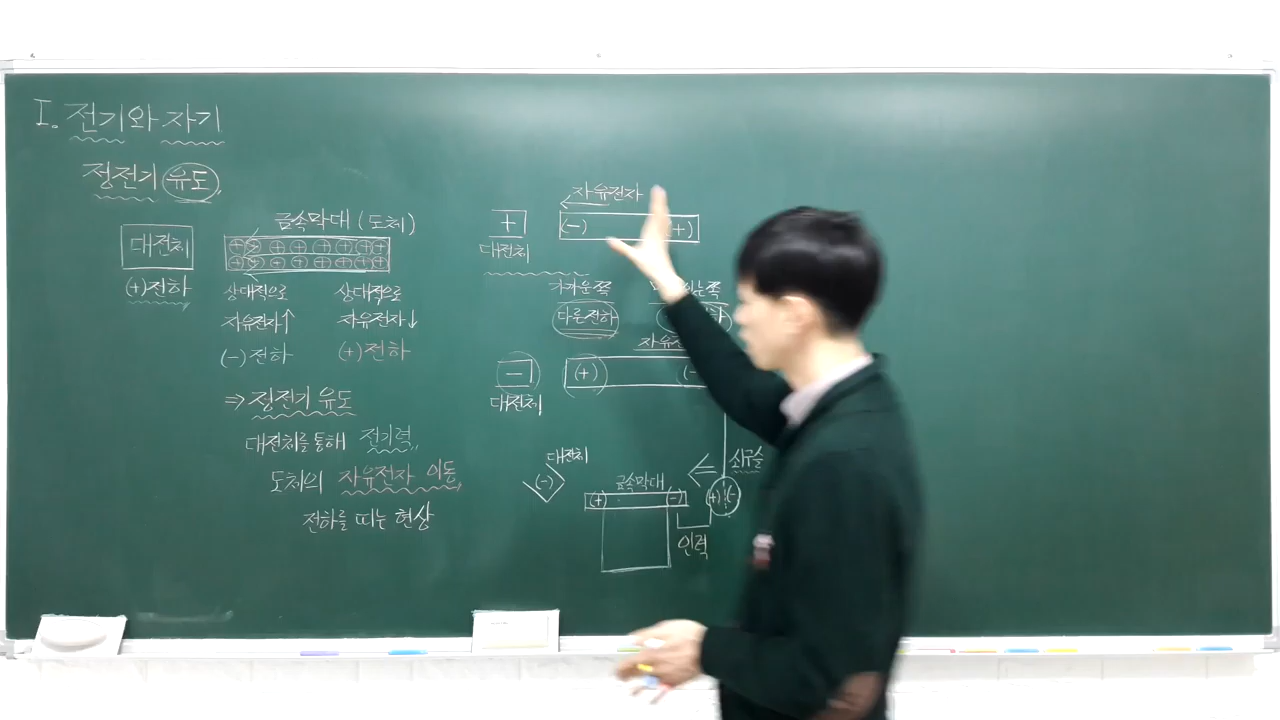 I. 전기와 자기
정전기 유도
대전체
(+)전하
금속막대 (도체)
상대적으로
자유전자↑
(-)전하
상대적으로
자유전자↓
(+)전하
⇒ 정전기 유도
대전체를 통해 전기력
도체의 자유전자 이동
전하를 띠는 현상
+
대전체
자유전자
(-) +)
가까운쪽
다른전하
-
대전체
(+) (-
대전체
(-)
금속막대
(+) (-)
쇠구슬
(+) (-)
인력